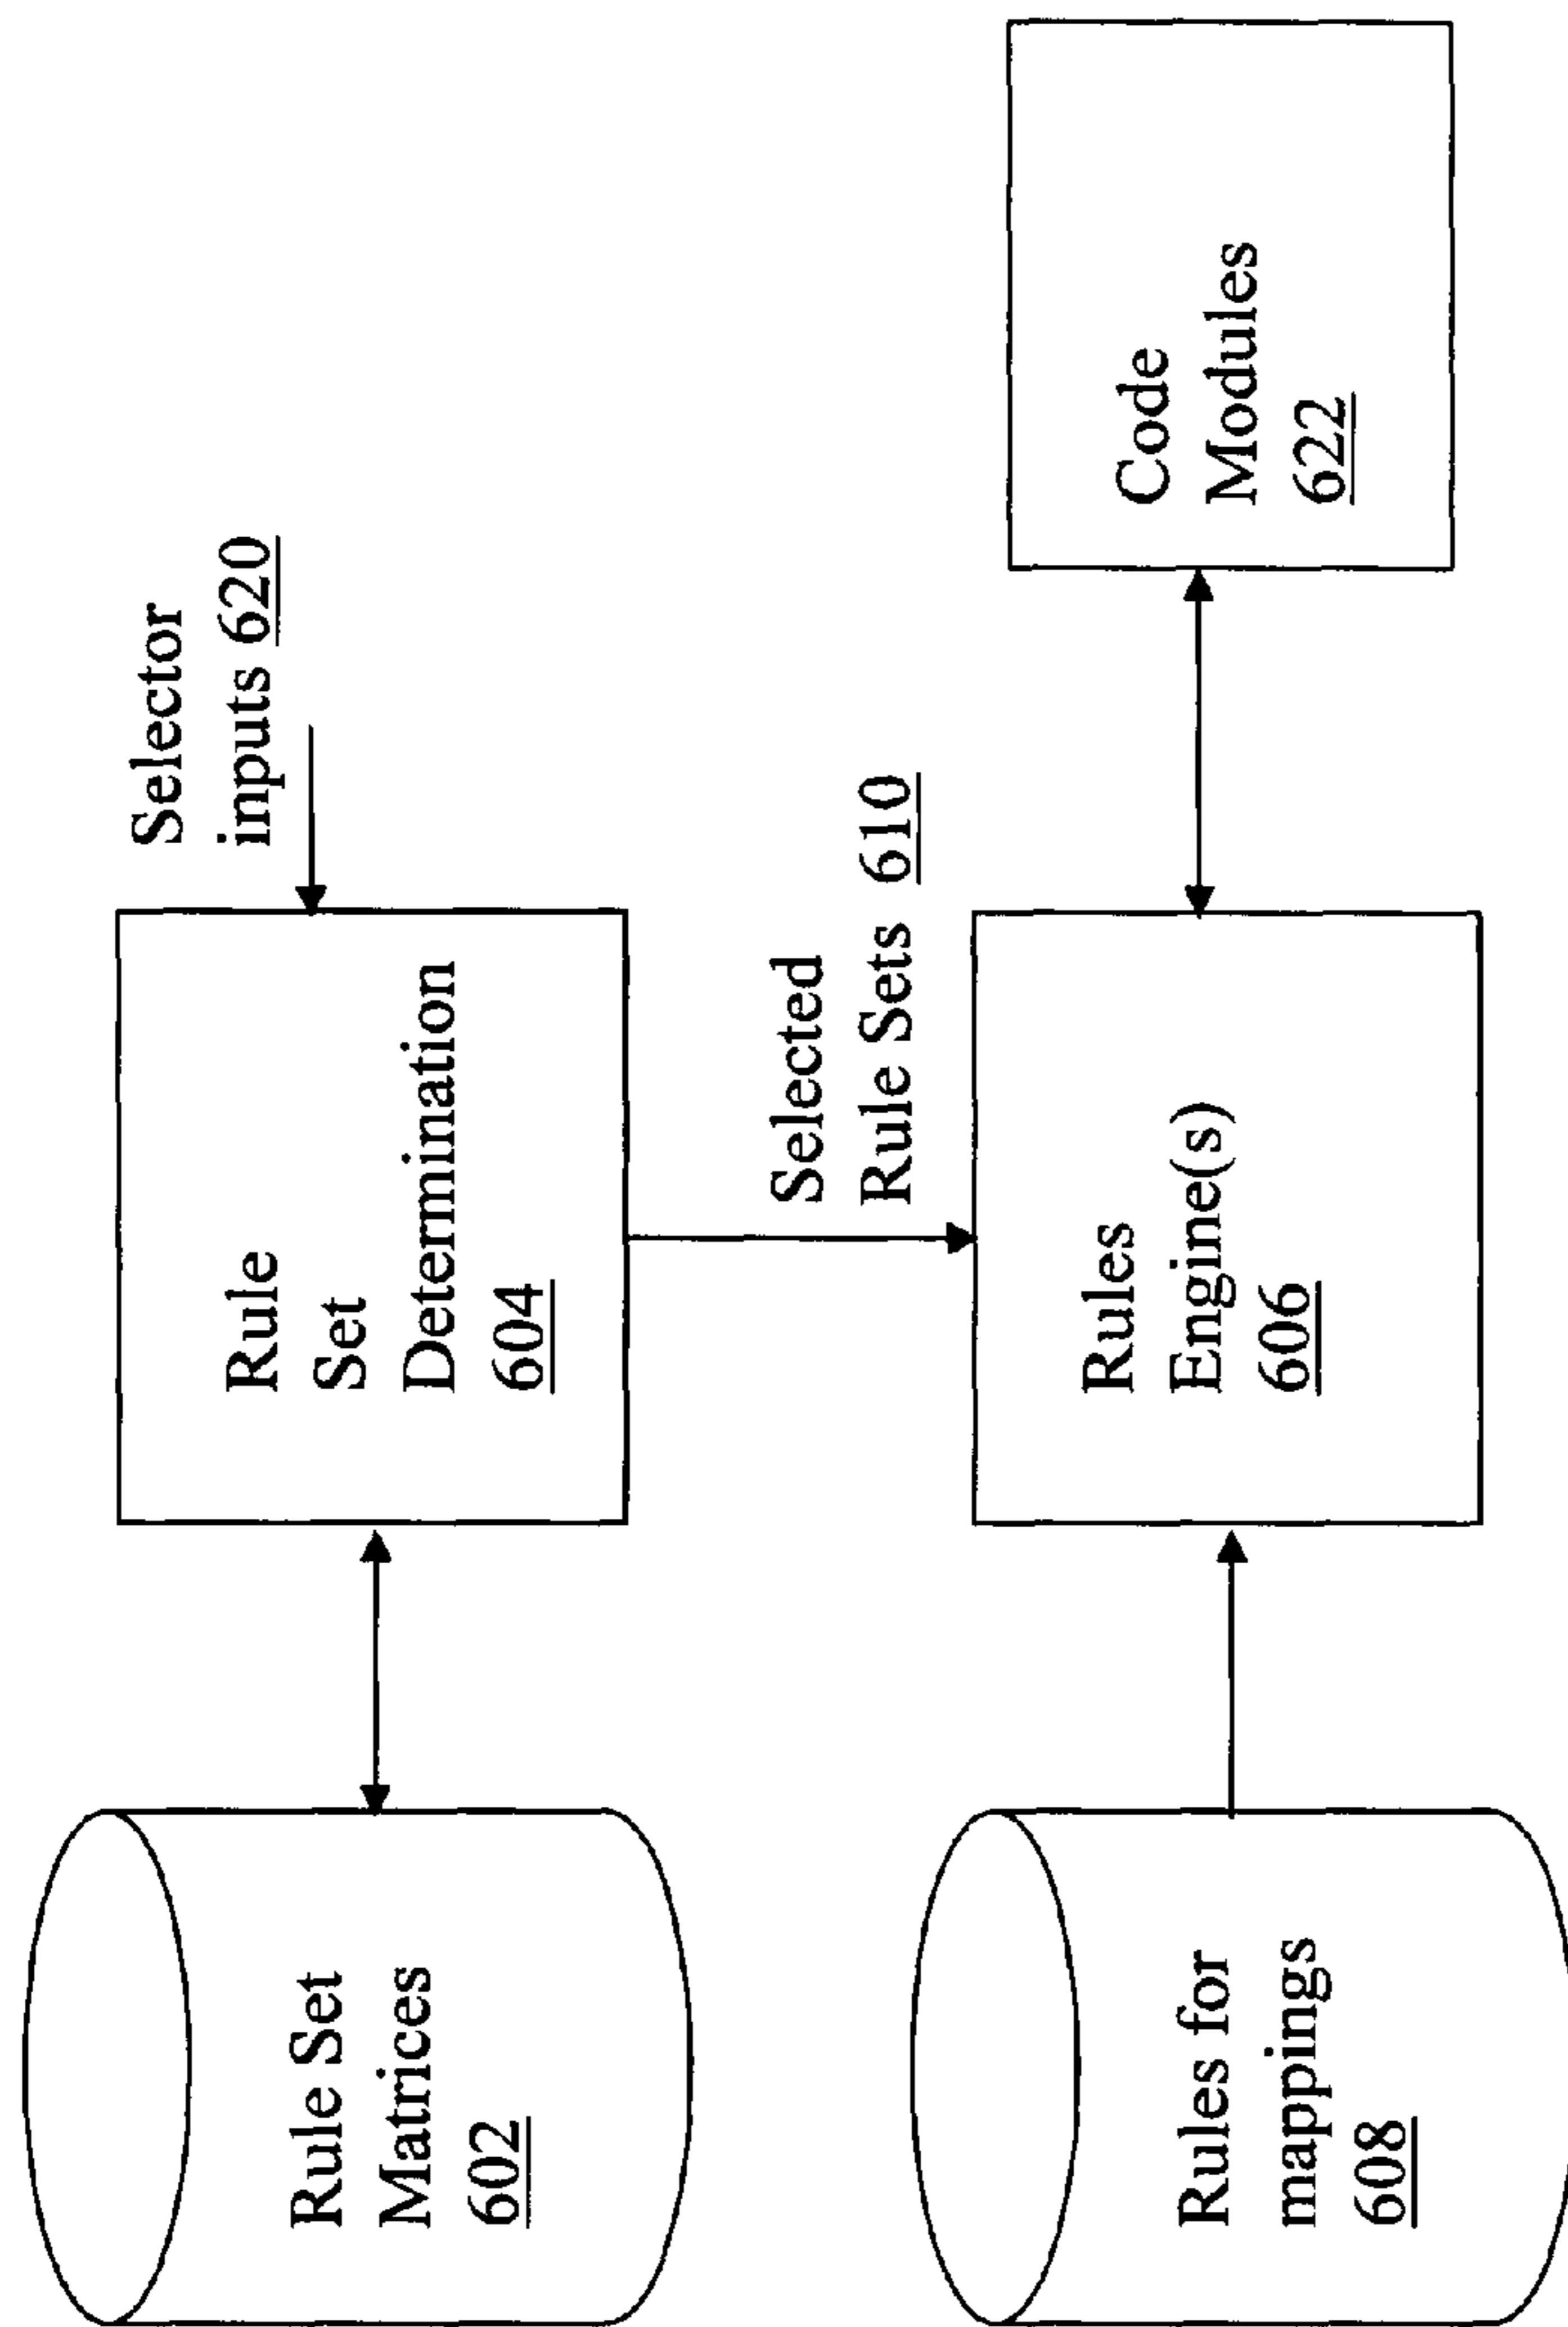 Rule Set
Matrices
602
Rule
Set
Determination
604
Selector
inputs 620
Selected
Rule Sets 610
Rules for
mappings
608
Rules
Engine(s)
606
Code
Modules
622